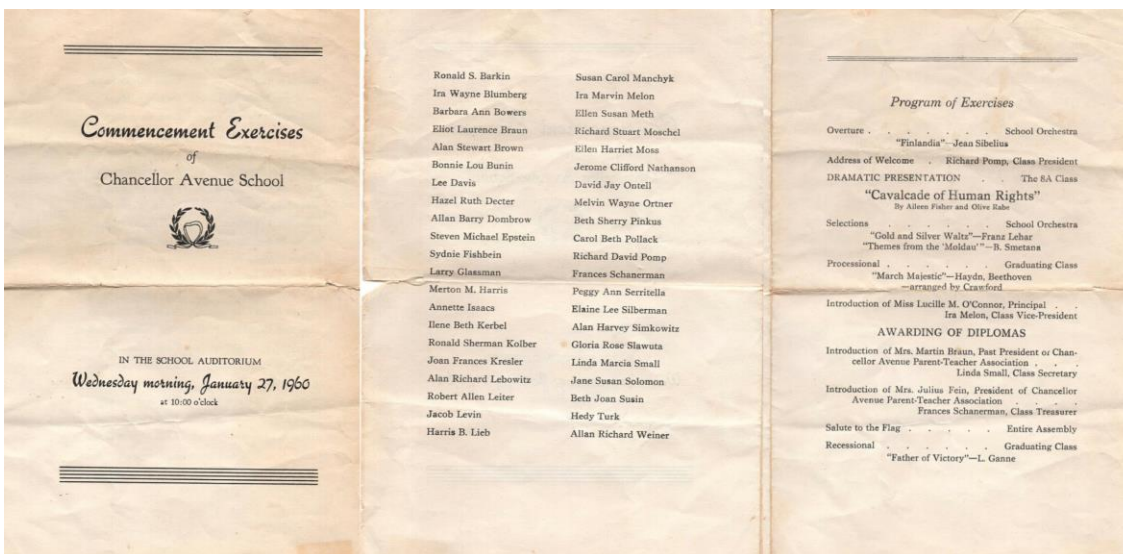 Commencement Exercises
of
Chancellor Avenue School
IN THE SCHOOL AUDITORIUM
Wednesday morning, January 27, 1960
at 10:00 o'clock
Ronald S. Barkin
Ira Wayne Blumberg
Barbara Ann Bowers
Eliot Laurence Braun
Alan Stewart Brown
Bonnie Lou Bunin
Lee Davis
Hazel Ruth Decter
Allan Barry Dombrow
Steven Michael Epstein
Sydnie Fishbein
Larry Glassman
Merton M. Harris
Annette Isaacs
Ilene Beth Kerbel
Ronald Sherman Kolber
Joan Frances Kresler
Alan Richard Lebowitz
Robert Allen Leiter
Jacob Levin
Harris B. Lieb
Susan Carol Manchyk
Ira Marvin Melon
Ellen Susan Meth
Richard Stuart Moschel
Ellen Harriet Moss
Jerome Clifford Nathanson
David Jay Ontell
Melvin Wayne Ortner
Beth Sherry Pinkus
Carol Beth Pollack
Richard David Pomp
Frances Schanerman
Peggy Ann Serritella
Elaine Lee Silberman
Alan Harvey Simkowitz
Gloria Rose Slawuta
Linda Marcia Small
Jane Susan Solomon
Beth Joan Susin
Hedy Turk
Allan Richard Weiner
Program of Exercises
Overture . . . . . . School Orchestra
"Finlandia"—Jean Sibelius
Address of Welcome . Richard Pomp, Class President
DRAMATIC PRESENTATION . . The 8A Class
"Cavalcade of Human Rights"
By Aileen Fisher and Olive Rabe
Selections . . . . . School Orchestra
"Gold and Silver Waltz"—Franz Lehar
"Themes from the 'Moldau'"—B. Smetana
Processional . . . . . Graduating Class
"March Majestic"—Haydn, Beethoven
—arranged by Crawford
Introduction of Miss Lucille M. O'Connor, Principal . .
Ira Melon, Class Vice-President
AWARDING OF DIPLOMAS
Introduction of Mrs. Martin Braun, Past President of Chan-
cellor Avenue Parent-Teacher Association . . .
Linda Small, Class Secretary
Introduction of Mrs. Julius Fein, President of Chancellor
Avenue Parent-Teacher Association . . . .
Frances Schanerman, Class Treasurer
Salute to the Flag . . . . . Entire Assembly
Recessional . . . . . . Graduating Class
"Father of Victory"—L. Ganne